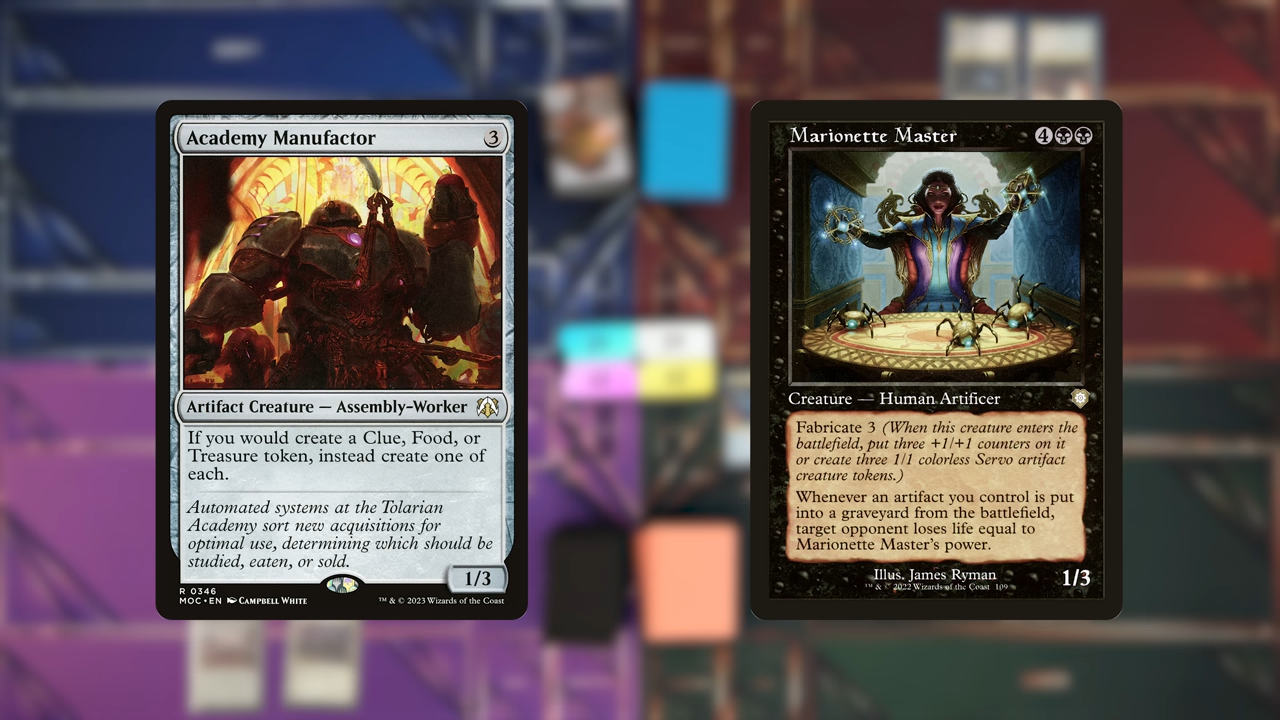 Academy Manufactor 3
Artifact Creature — Assembly-Worker
If you would create a Clue, Food, or
Treasure token, instead create one of
each.
Automated systems at the Tolarian
Academy sort new acquisitions for
optimal use, determining which should be
studied, eaten, or sold.
1/3
R 0346
MOC • EN CAMPBELL WHITE
™ & © 2023 Wizards of the Coast
Marionette Master 4
Creature — Human Artificer
Fabricate 3 (When this creature enters the
battlefield, put three +1/+1 counters on it
or create three 1/1 colorless Servo artifact
creature tokens.)
Whenever an artifact you control is put
into a graveyard from the battlefield,
target opponent loses life equal to
Marionette Master's power.
Illus. James Ryman
™ & © 2022 Wizards of the Coast 109
1/3